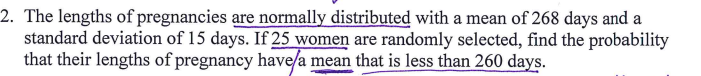 2. The lengths of pregnancies are normally distributed with a mean of 268 days and a
standard deviation of 15 days. If 25 women are randomly selected, find the probability
that their lengths of pregnancy have a mean that is less than 260 days.